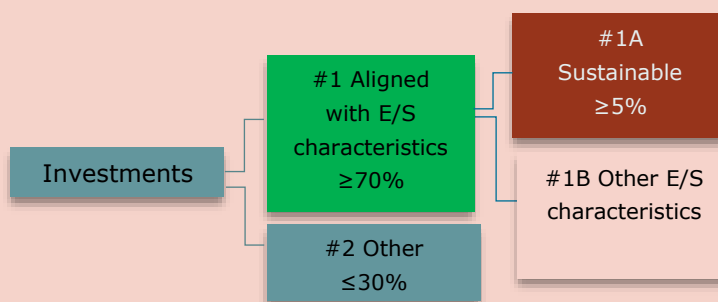 Investments
#1 Aligned
with E/S
characteristics
≥70%
#1A
Sustainable
≥5%
#1B Other E/S
characteristics
#2 Other
≤30%